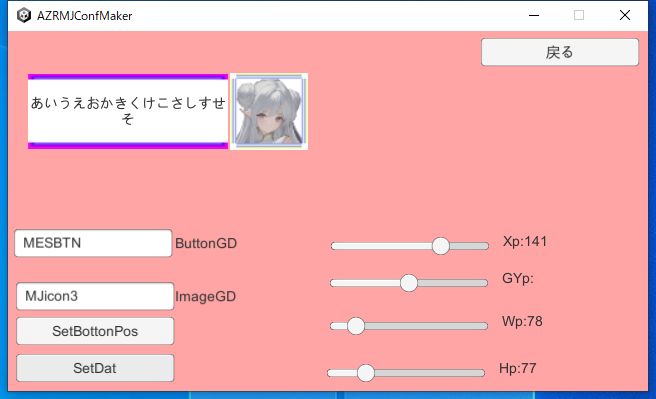 AZRMJConfMaker
戻る
あいうえおかきくけこさしすせ
そ
MESBTN ButtonGD
Xp:141
GYp:
MJicon3 ImageGD
SetBottonPos
Wp:78
SetDat
Hp:77